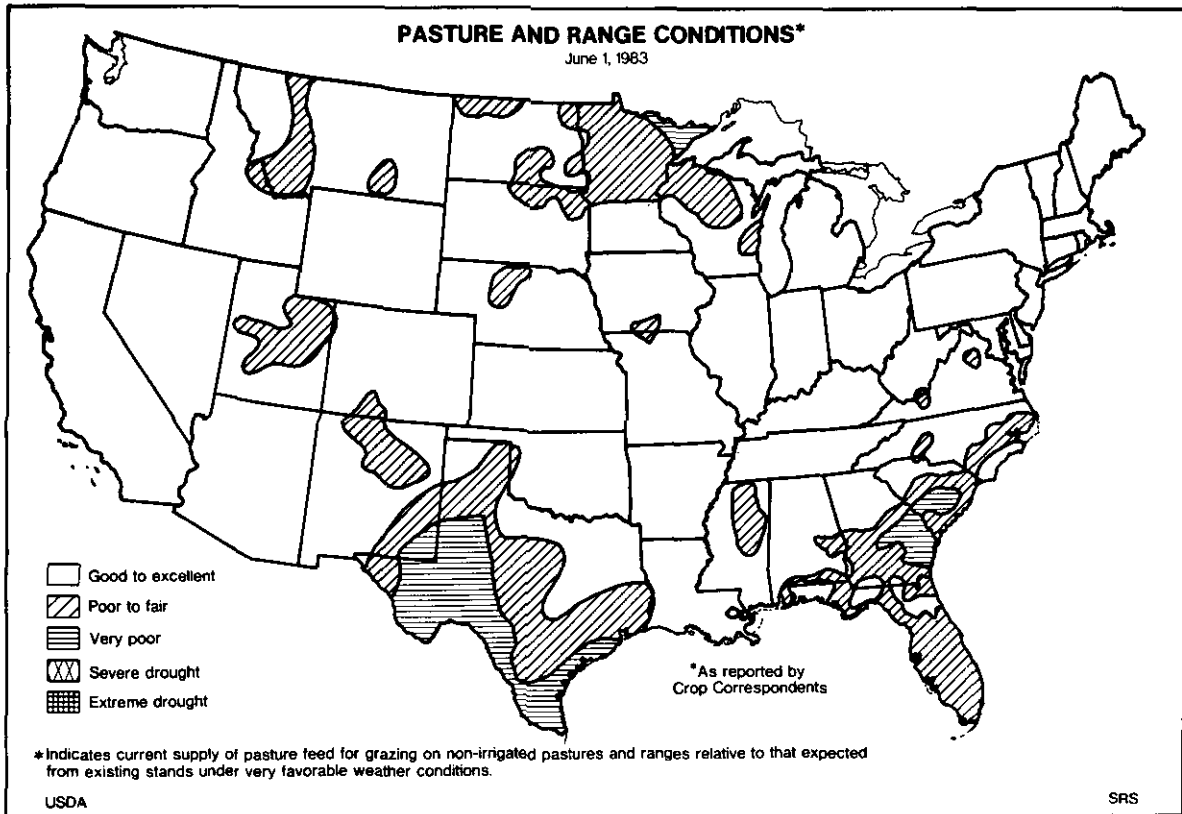 PASTURE AND RANGE CONDITIONS*
June 1, 1983
Good to excellent
Poor to fair
Very poor
Severe drought
Extreme drought
*As reported by
Crop Correspondents
*Indicates current supply of pasture feed for grazing on non-irrigated pastures and ranges relative to that expected
from existing stands under very favorable weather conditions.
USDA
SRS